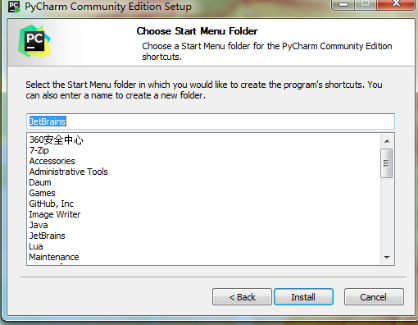 PyCharm Community Edition Setup
PC
Choose Start Menu Folder
Choose a Start Menu folder for the PyCharm Community Edition
shortcuts.
Select the Start Menu folder in which you would like to create the program's shortcuts. You
can also enter a name to create a new folder.
JetBrains
360安全中心
7-Zip
Accessories
Administrative Tools
Daum
Games
GitHub, Inc
Image Writer
Java
JetBrains
Lua
Maintenance
< Back
Install
Cancel